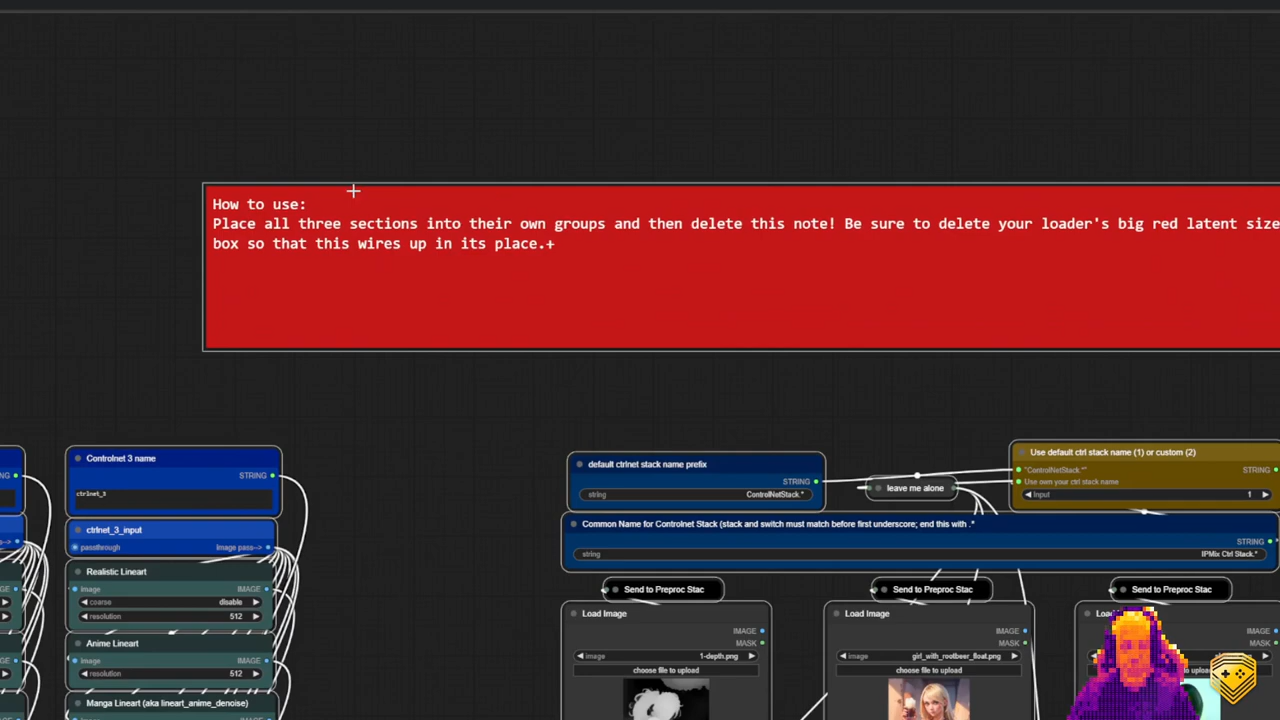 How to use:
Place all three sections into their own groups and then delete this note! Be sure to delete your loader's big red latent size
box so that this wires up in its place.+
Controlnet 3 name
STRING
ctrlnet_3
ctrlnet_3_input
passthrough
Image pass-->
Realistic Lineart
Image
IMAGE
coarse
disable
resolution
512
Anime Lineart
Image
IMAGE
resolution
512
Manga Lineart (aka lineart_anime_denoise)
Image
IMAGE
default ctrlnet stack name prefix
STRING
string
ControlNetStack.*
leave me alone
Use default ctrl stack name (1) or custom (2)
"ControlNetStack.*"
STRING
Use own your ctrl stack name
Input
1
Common Name for Controlnet Stack (stack and switch must match before first underscore; end this with .*
STRING
string
IPMix Ctrl Stack.*
Send to Preproc Stac
Send to Preproc Stac
Send to Preproc Stac
Load Image
IMAGE
MASK
image
1-depth.png
choose file to upload
Load Image
IMAGE
MASK
image
girl_with_rootbeer_float.png
choose file to upload
IMAGE
MASK